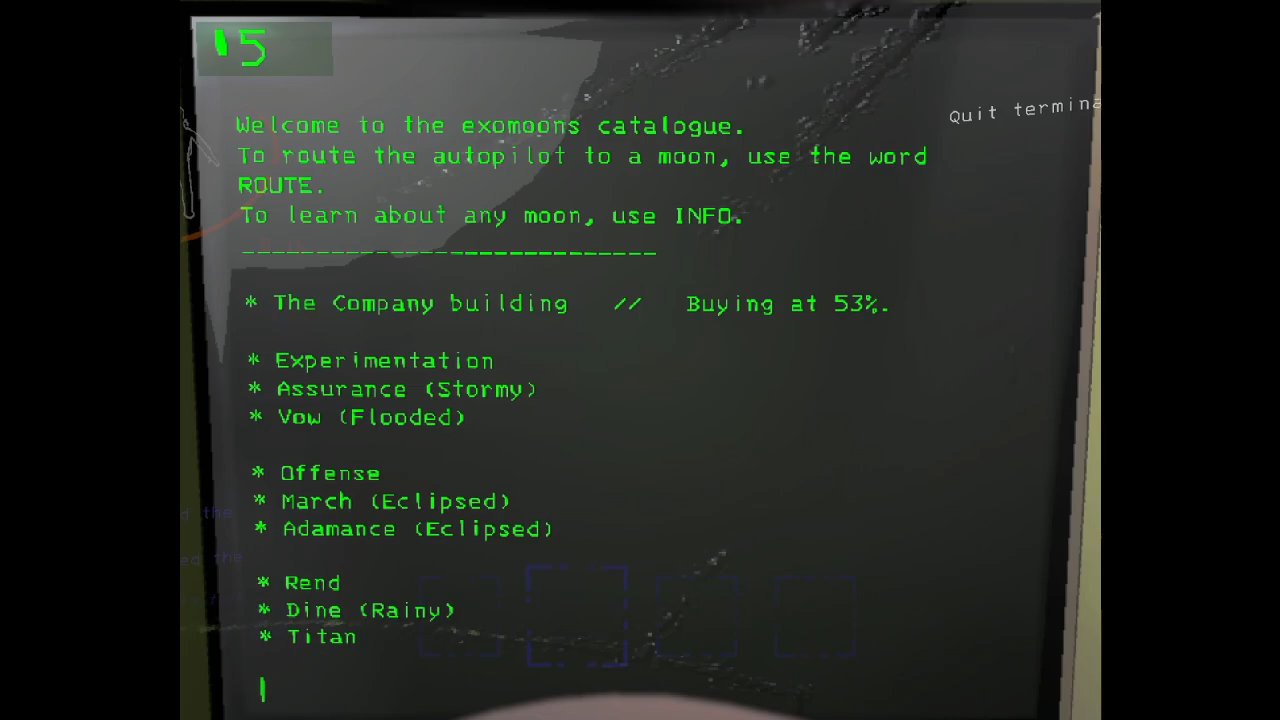 ▮5
Welcome to the exomoons catalogue.
Quit termina
To route the autopilot to a moon, use the word
ROUTE.
To learn about any moon, use INFO.
----------------------------
* The Company building // Buying at 53%.
* Experimentation
* Assurance (Stormy)
* Vow (Flooded)
* Offense
* March (Eclipsed)
* Adamance (Eclipsed)
* Rend
* Dine (Rainy)
* Titan